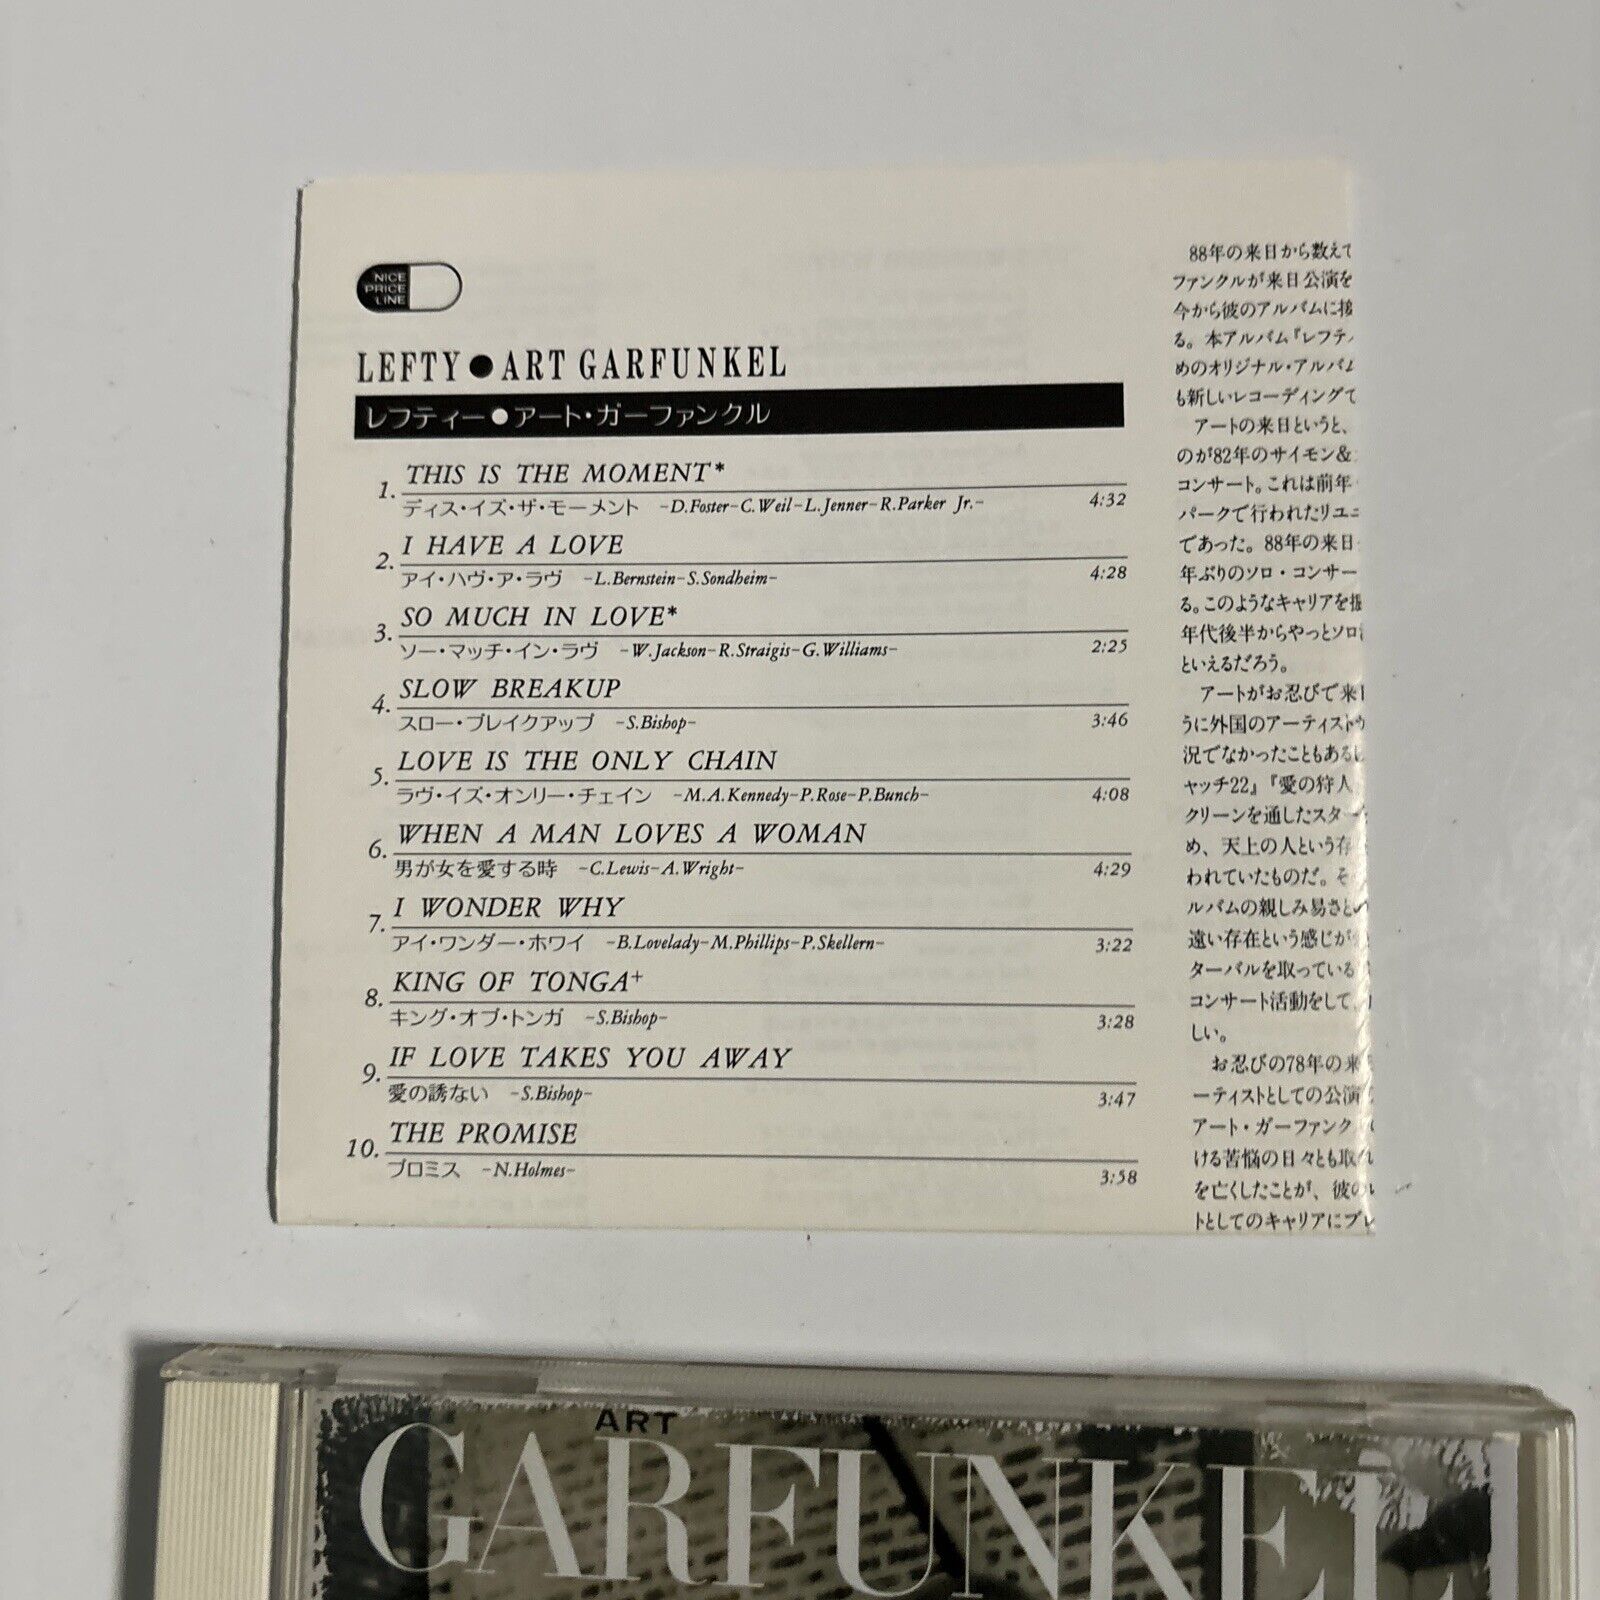 NICE
PRICE
LINE
LEFTY●ART GARFUNKEL
レフティー●アート・ガーファンクル
1. THIS IS THE MOMENT*
ディス・イズ・ザ・モーメント -D.Foster-C.Weil-L.Jenner-R.Parker Jr.- 4:32
2. I HAVE A LOVE
アイ・ハヴ・ア・ラヴ -L.Bernstein-S.Sondheim- 4:28
3. SO MUCH IN LOVE*
ソー・マッチ・イン・ラヴ -W.Jackson-R.Straigis-G.Williams- 2:25
4. SLOW BREAKUP
スロー・ブレイクアップ -S.Bishop- 3:46
5. LOVE IS THE ONLY CHAIN
ラヴ・イズ・オンリー・チェイン -M.A.Kennedy-P.Rose-P.Bunch- 4:08
6. WHEN A MAN LOVES A WOMAN
男が女を愛する時 -C.Lewis-A.Wright- 4:29
7. I WONDER WHY
アイ・ワンダー・ホワイ -B.Lovelady-M.Phillips-P.Skellern- 3:22
8. KING OF TONGA+
キング・オブ・トンガ -S.Bishop- 3:28
9. IF LOVE TAKES YOU AWAY
愛の誘ない -S.Bishop- 3:47
10. THE PROMISE
プロミス -N.Holmes- 3:58
88年の来日から数えて
ファンクルが来日公演を
今から彼のアルバムに接
る。本アルバム『レフテ
めのオリジナル・アルバム
も新しいレコーディングで
アートの来日というと、
のが82年のサイモン&
コンサート。これは前年
パークで行われたリユニ
であった。88年の来日
年ぶりのソロ・コンサー
る。このようなキャリアを振
年代後半からやっとソロ
といえるだろう。
アートがお忍びで来
うに外国のアーティスト
況でなかったこともある
ャッチ22』『愛の狩人
クリーンを通したスター
め、天上の人という存
われていたものだ。そ
ルバムの親しみ易さと
遠い存在という感じが
ターバルを取っている
コンサート活動をして、
しい。
お忍びの78年の来
ーティストとしての公演
アート・ガーファンク
ける苦悩の日々とも取れ
を亡くしたことが、彼の
トとしてのキャリアにブレ
ART
GARFUNKEL